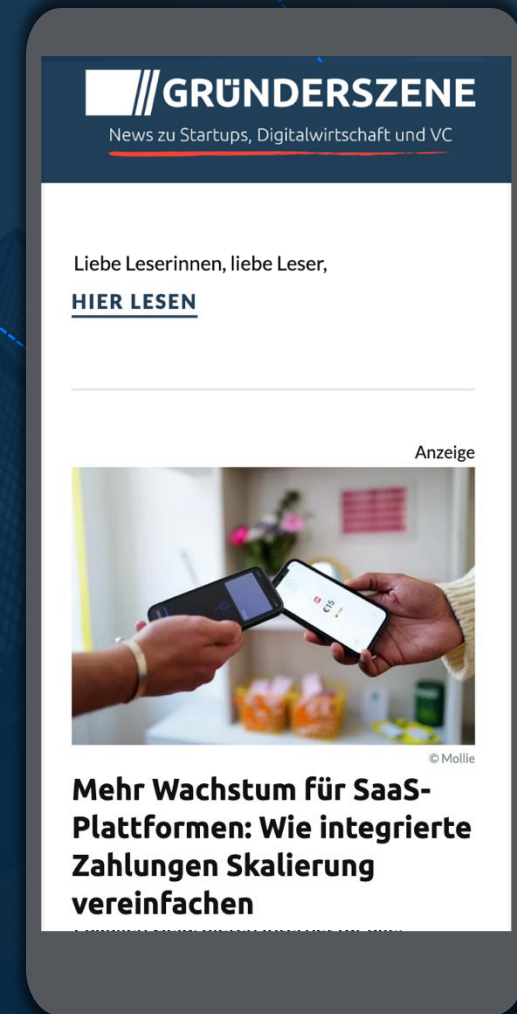 GRÜNDERSZENE
News zu Startups, Digitalwirtschaft und VC
Liebe Leserinnen, liebe Leser,
HIER LESEN
Anzeige
€15
© Mollie
Mehr Wachstum für SaaS-
Plattformen: Wie integrierte
Zahlungen Skalierung
vereinfachen